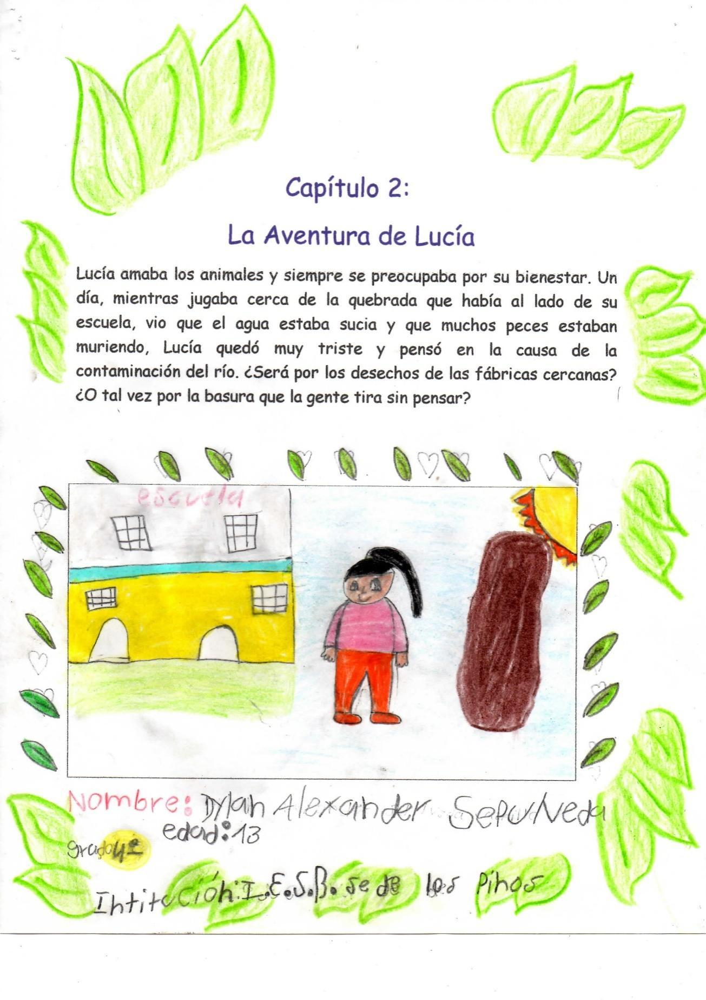 Capítulo 2:
La Aventura de Lucía
Lucía amaba los animales y siempre se preocupaba por su bienestar. Un
día, mientras jugaba cerca de la quebrada que había al lado de su
escuela, vio que el agua estaba sucia y que muchos peces estaban
muriendo, Lucía quedó muy triste y pensó en la causa de la
contaminación del río. ¿Será por los desechos de las fábricas cercanas?
¿O tal vez por la basura que la gente tira sin pensar?
escuela
Nombre: Dylan Alexander Sepulveda
edad: 13
grado 4º
Intitución: I.E.S.B. sede los Pinos